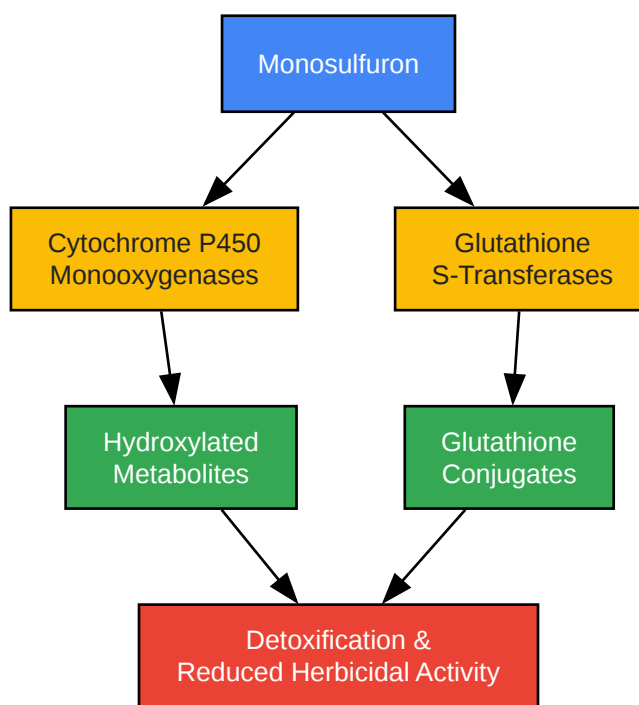 Monosulfuron
Cytochrome P450
Monooxygenases
Glutathione
S-Transferases
Hydroxylated
Metabolites
Glutathione
Conjugates
Detoxification &
Reduced Herbicidal Activity